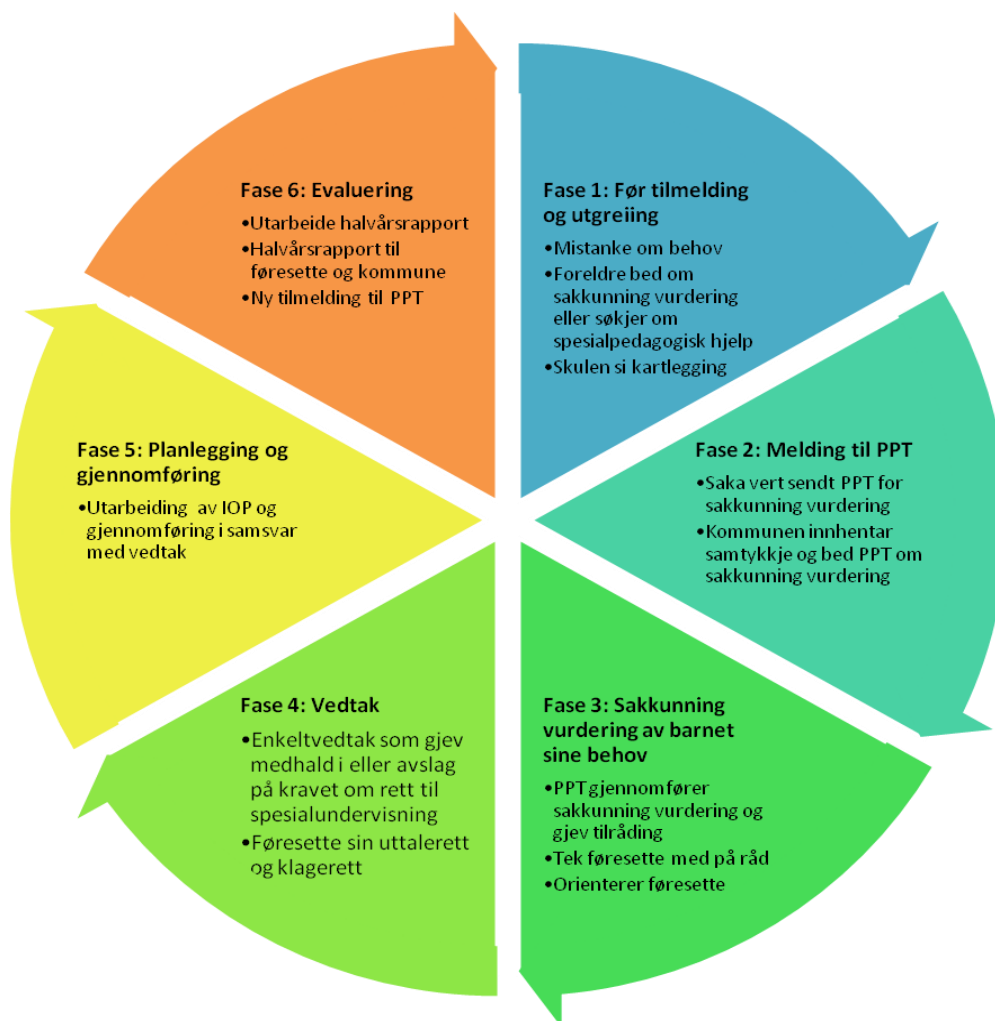 Fase 1: Før tilmelding
og utgreiing
•Mistanke om behov
•Foreldre bed om
sakkunning vurdering
eller søkjer om
spesialpedagogisk hjelp
•Skulen si kartlegging
Fase 2: Melding til PPT
•Saka vert sendt PPT for
sakkunning vurdering
•Kommunen innhentar
samtykkje og bed PPT om
sakkunning vurdering
Fase 3: Sakkunning
vurdering av barnet
sine behov
•PPT gjennomfører
sakkunning vurdering og
gjev tilråding
•Tek føresette med på råd
•Orienterer føresette
Fase 4: Vedtak
•Enkeltvedtak som gjev
medhald i eller avslag
på kravet om rett til
spesialundervisning
•Føresette sin uttalerett
og klagerett
Fase 5: Planlegging og
gjennomføring
•Utarbeiding av IOP og
gjennomføring i samsvar
med vedtak
Fase 6: Evaluering
•Utarbeide halvårsrapport
•Halvårsrapport til
føresette og kommune
•Ny tilmelding til PPT